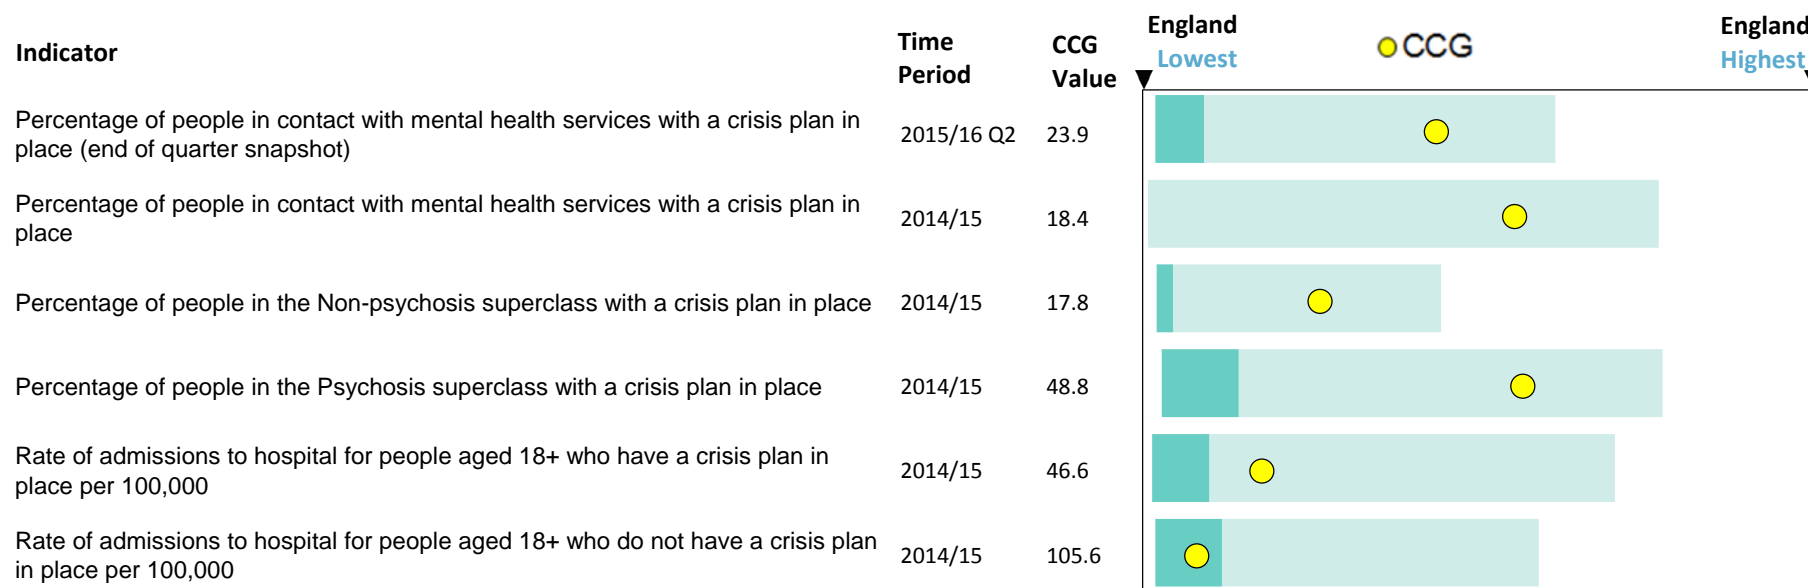 Indicator
Time
Period
CCG
Value
England
Lowest
CCG
England
Highest
Percentage of people in contact with mental health services with a crisis plan in
place (end of quarter snapshot)
2015/16 Q2
23.9
Percentage of people in contact with mental health services with a crisis plan in
place
2014/15
18.4
Percentage of people in the Non-psychosis superclass with a crisis plan in place
2014/15
17.8
Percentage of people in the Psychosis superclass with a crisis plan in place
2014/15
48.8
Rate of admissions to hospital for people aged 18+ who have a crisis plan in
place per 100,000
2014/15
46.6
Rate of admissions to hospital for people aged 18+ who do not have a crisis plan
in place per 100,000
2014/15
105.6